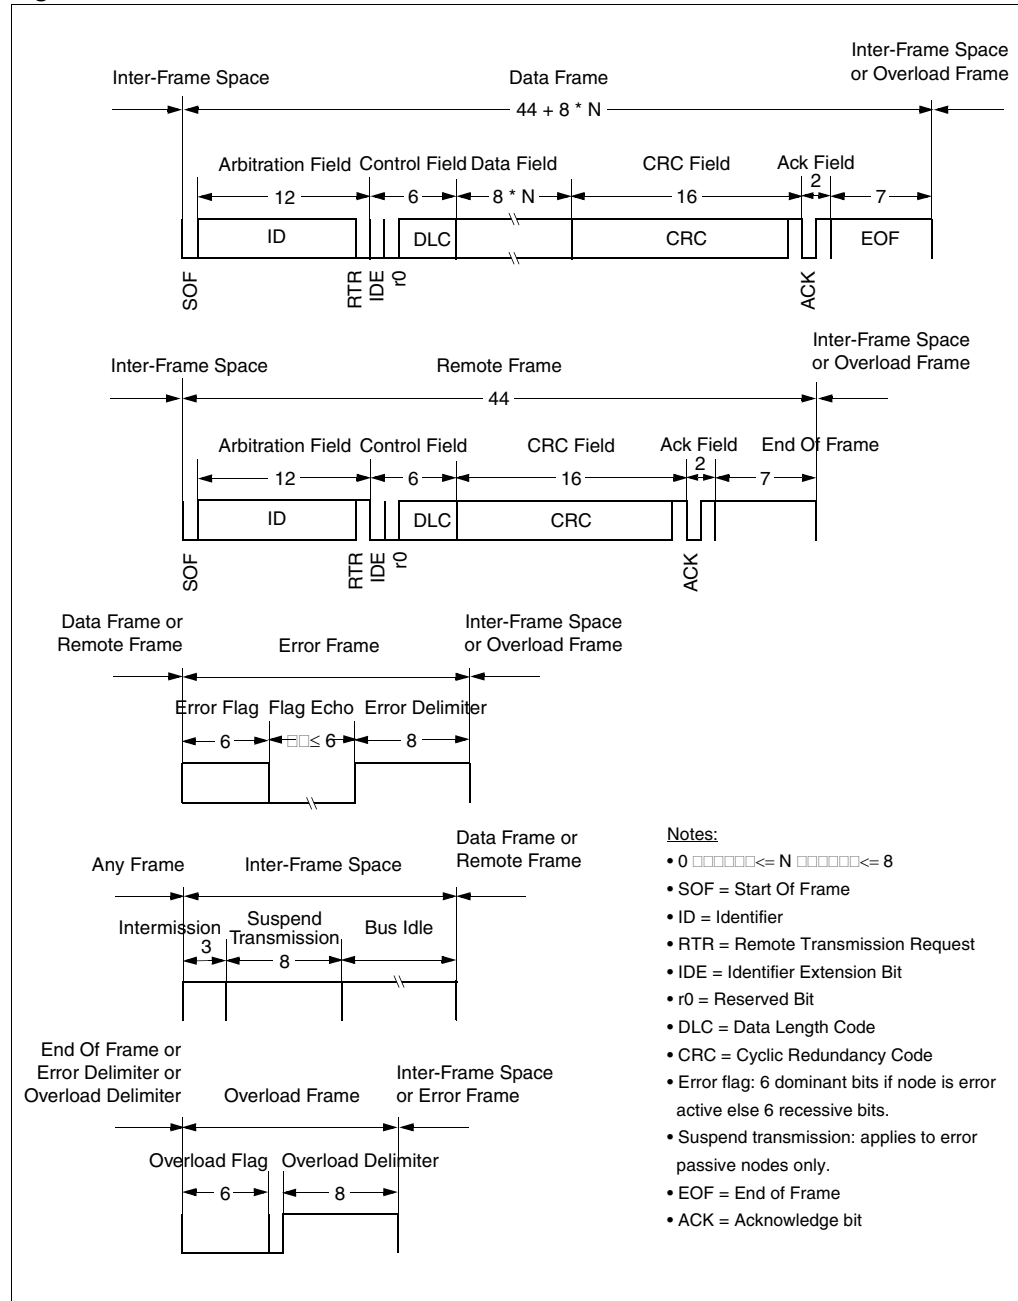 Inter-Frame Space
or Overload Frame
Inter-Frame Space
Data Frame
44 + 8 * N
Arbitration Field
Control Field
Data Field
CRC Field
Ack Field
12
6
8 * N
16
2
7
ID
DLC
CRC
EOF
SOF
RTR
IDE
r0
ACK
Inter-Frame Space
or Overload Frame
Inter-Frame Space
Remote Frame
44
Arbitration Field
Control Field
CRC Field
Ack Field
End Of Frame
12
6
16
2
7
ID
DLC
CRC
SOF
RTR
IDE
r0
ACK
Data Frame or
Remote Frame
Error Frame
Inter-Frame Space
or Overload Frame
Error Flag
Flag Echo
Error Delimiter
6
□□≤ 6
8
Any Frame
Inter-Frame Space
Data Frame or
Remote Frame
Intermission
3
Suspend
Transmission
8
Bus Idle
End Of Frame or
Error Delimiter or
Overload Delimiter
Overload Frame
Inter-Frame Space
or Error Frame
Overload Flag
Overload Delimiter
6
8
Notes:
• 0 □□□□□□<= N □□□□□□<= 8
• SOF = Start Of Frame
• ID = Identifier
• RTR = Remote Transmission Request
• IDE = Identifier Extension Bit
• r0 = Reserved Bit
• DLC = Data Length Code
• CRC = Cyclic Redundancy Code
• Error flag: 6 dominant bits if node is error
active else 6 recessive bits.
• Suspend transmission: applies to error
passive nodes only.
• EOF = End of Frame
• ACK = Acknowledge bit